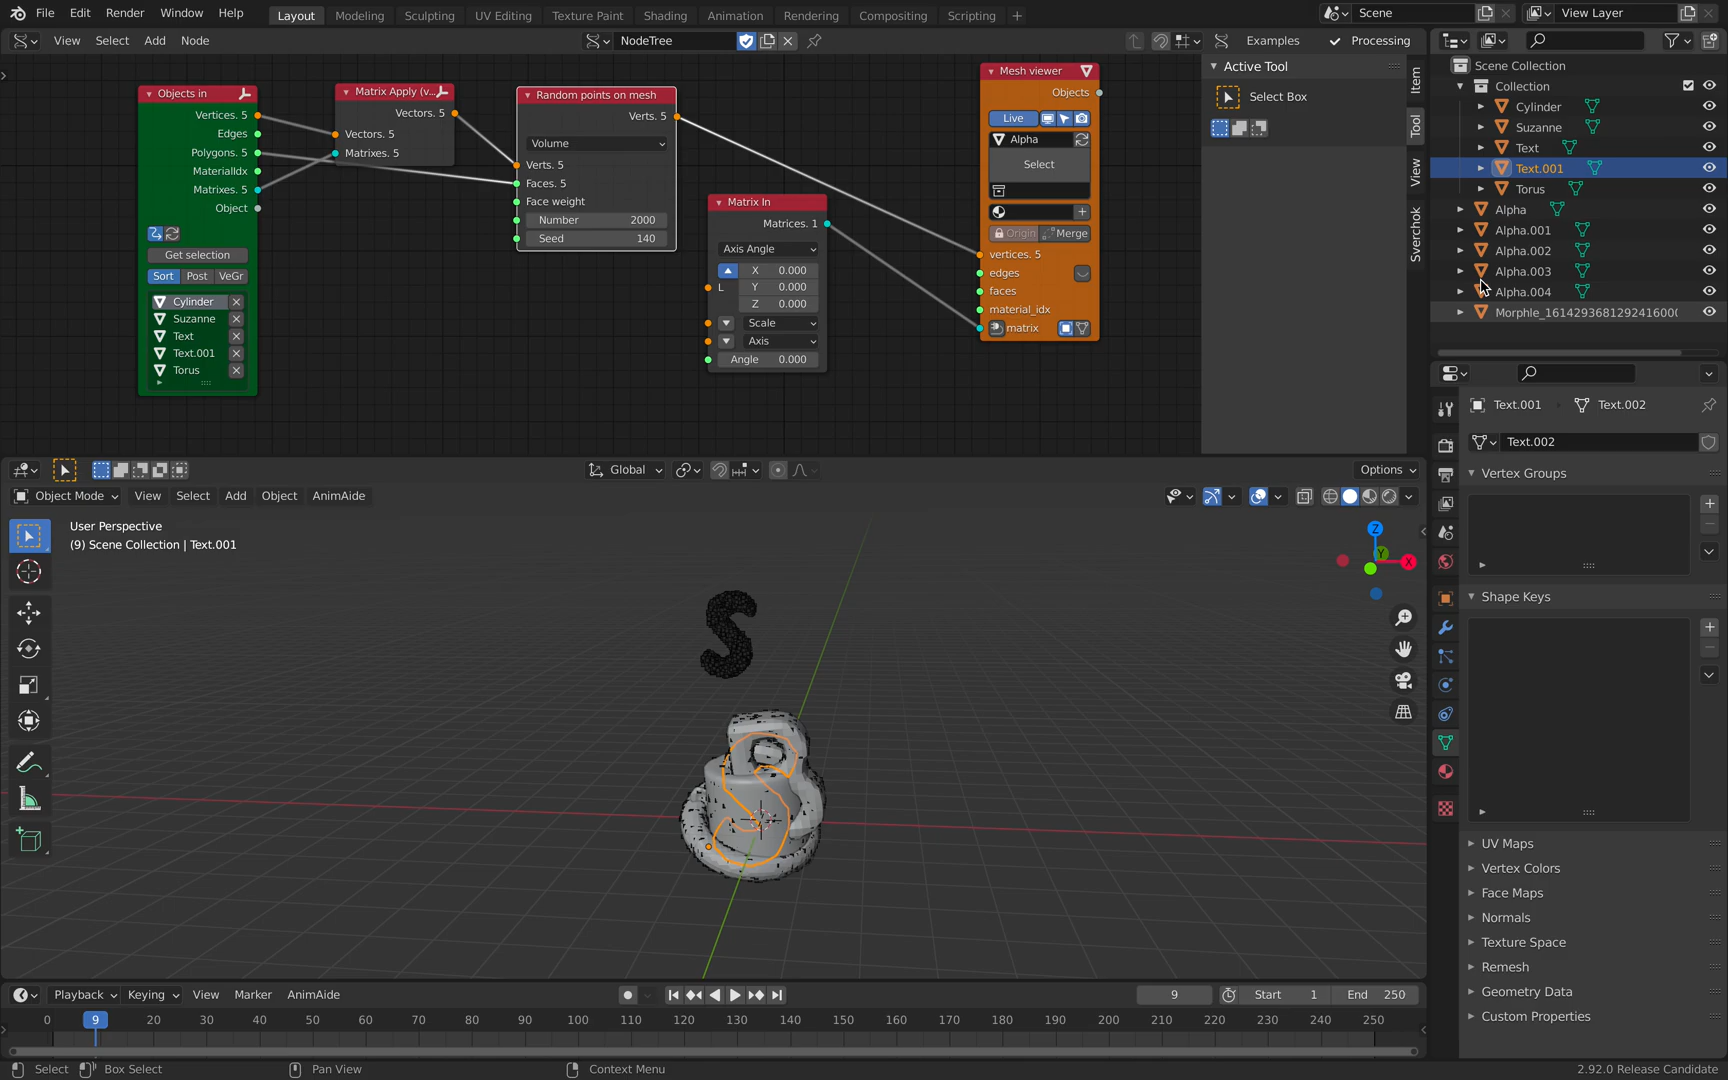 File Edit Render Window Help Layout Modeling Sculpting UV Editing Texture Paint Shading Animation Rendering Compositing Scripting + Scene View Layer
View Select Add Node NodeTree Examples Processing
Objects in
Vertices. 5
Edges
Polygons. 5
MaterialIdx
Matrixes. 5
Object
Get selection
Sort Post VeGr
Cylinder
Suzanne
Text
Text.001
Torus
Matrix Apply (v...
Vectors. 5
Vectors. 5
Matrixes. 5
Random points on mesh
Verts. 5
Volume
Verts. 5
Faces. 5
Face weight
Number 2000
Seed 140
Matrix In
Matrices. 1
Axis Angle
X 0.000
L Y 0.000
Z 0.000
Scale
Axis
Angle 0.000
Mesh viewer
Objects
Live
Alpha
Select
Origin Merge
vertices. 5
edges
faces
material_idx
matrix
Active Tool
Select Box
Item
Tool
View
Sverchok
Scene Collection
Collection
Cylinder
Suzanne
Text
Text.001
Torus
Alpha
Alpha.001
Alpha.002
Alpha.003
Alpha.004
Morphle_161429368129241600(
Text.001 Text.002
Text.002
Vertex Groups
Shape Keys
UV Maps
Vertex Colors
Face Maps
Normals
Texture Space
Remesh
Geometry Data
Custom Properties
Global Options
Object Mode View Select Add Object AnimAide
User Perspective
(9) Scene Collection | Text.001
Z
Y
X
S
Playback Keying View Marker AnimAide 9 Start 1 End 250
0 9 20 30 40 50 60 70 80 90 100 110 120 130 140 150 160 170 180 190 200 210 220 230 240 250
Select Box Select Pan View Context Menu 2.92.0 Release Candidate